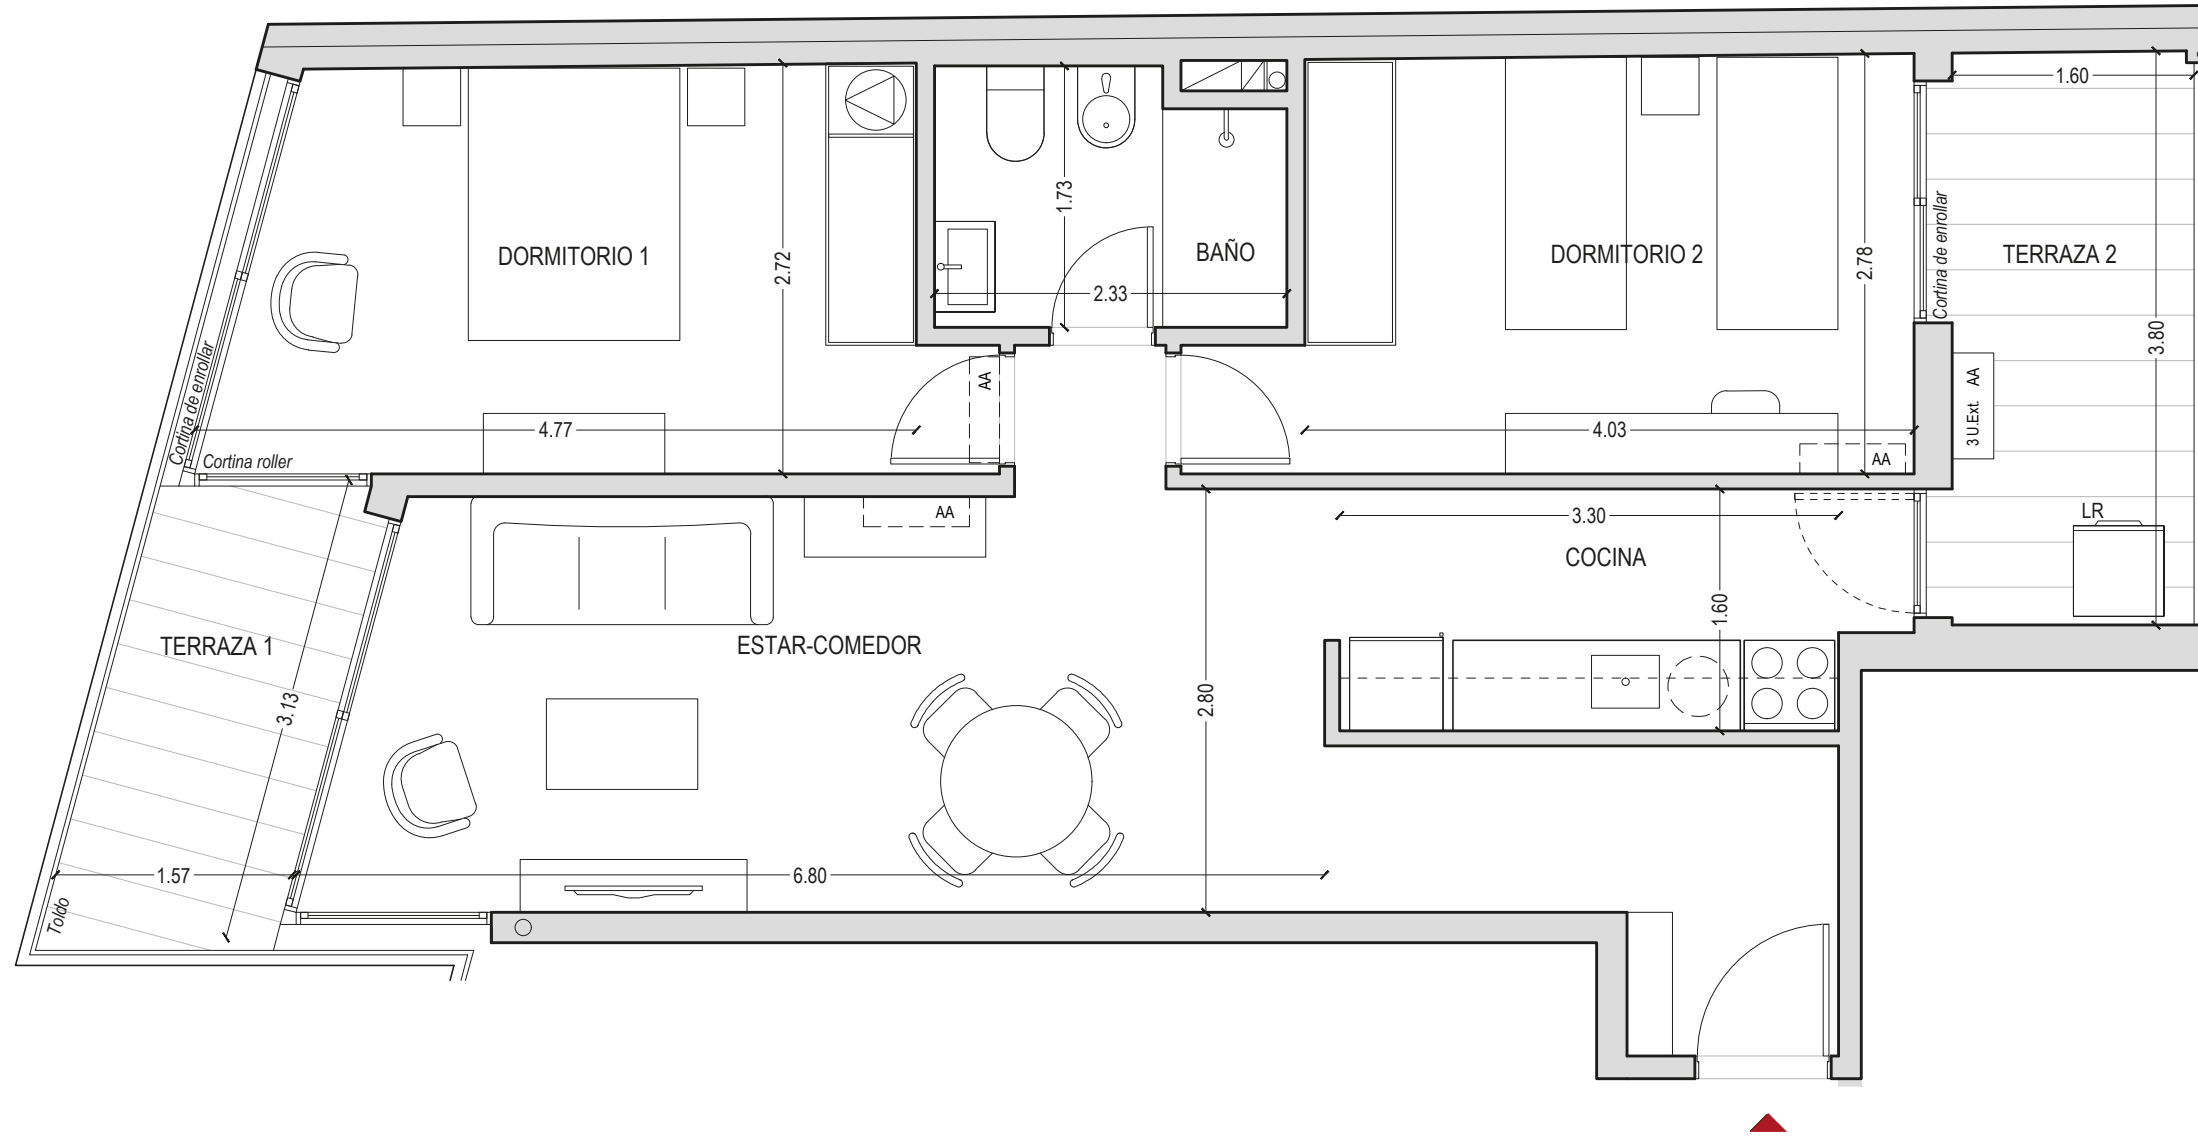 1.60
DORMITORIO 1
2.72
1.73
BAÑO
2.33
DORMITORIO 2
2.78
Cortina de enrollar
TERRAZA 2
3.80
Cortina de enrollar
4.77
AA
4.03
AA
3 U.Ext. AA
Cortina roller
AA
3.30
LR
COCINA
1.60
TERRAZA 1
ESTAR-COMEDOR
3.13
2.80
1.57
6.80
Toldo